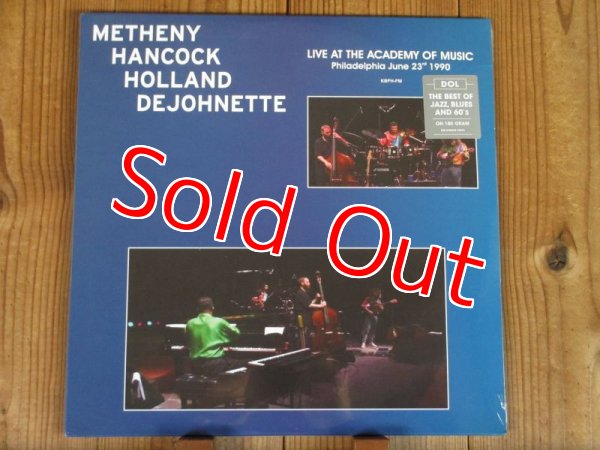 METHENY
HANCOCK
HOLLAND
DEJOHNETTE
LIVE AT THE ACADEMY OF MUSIC
Philadelphia June 23rd 1990
KBFH-FM
DOL
THE BEST OF
JAZZ, BLUES
AND 60's
ON 180 GRAM
Sold Out